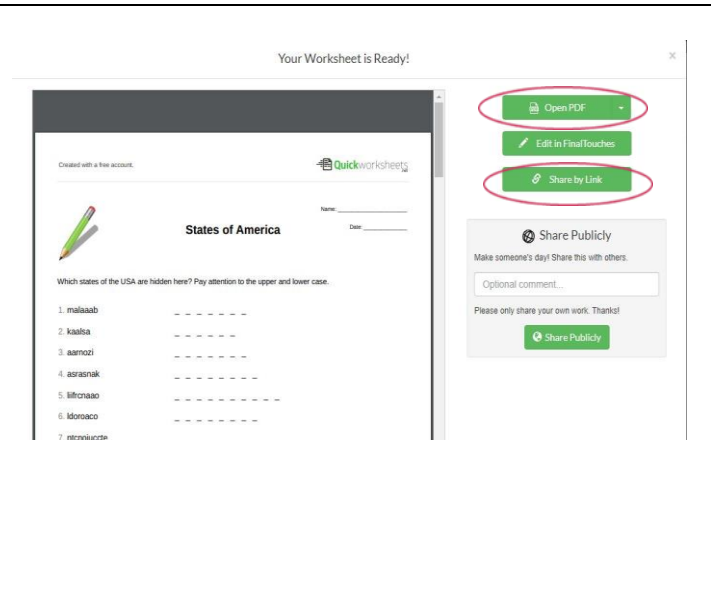 Your Worksheet is Ready!
x
Created with a free account.
Quickworksheets
Name:
Date:
States of America
Which states of the USA are hidden here? Pay attention to the upper and lower case.
1. malaaab
2. kaalsa
3. aarnozi
4. asrasnak
5. liifrcnaao
6. ldoroaco
Open PDF
Edit in FinalTouches
Share by Link
Share Publicly
Make someone's day! Share this with others.
Optional comment...
Please only share your own work. Thanks!
Share Publicly